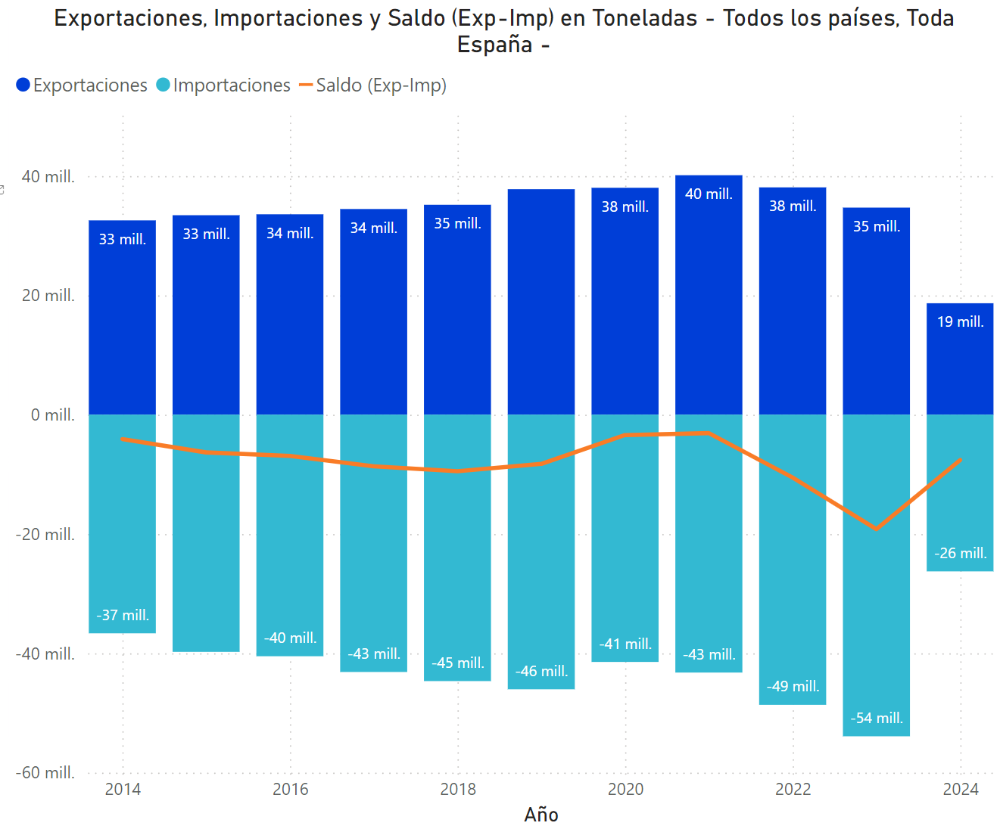 Exportaciones, Importaciones y Saldo (Exp-Imp) en Toneladas - Todos los países, Toda
España -
Exportaciones Importaciones Saldo (Exp-Imp)
40 mill.
20 mill.
0 mill.
-20 mill.
-40 mill.
-60 mill.
33 mill.
33 mill.
34 mill.
34 mill.
35 mill.
38 mill.
40 mill.
38 mill.
35 mill.
19 mill.
-37 mill.
-40 mill.
-43 mill.
-45 mill.
-46 mill.
-41 mill.
-43 mill.
-49 mill.
-54 mill.
-26 mill.
2014 2016 2018 2020 2022 2024
Año